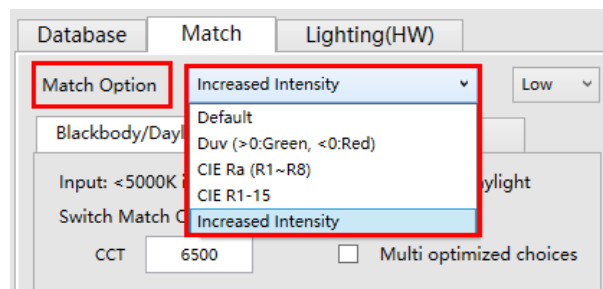 Database Match Lighting(HW)
Match Option Increased Intensity Low
Default
Blackbody/Dayl Duv (>0:Green, <0:Red)
CIE Ra (R1~R8)
Input: <5000K i ylight
CIE R1-15
Switch Match C Increased Intensity
CCT 6500 Multi optimized choices